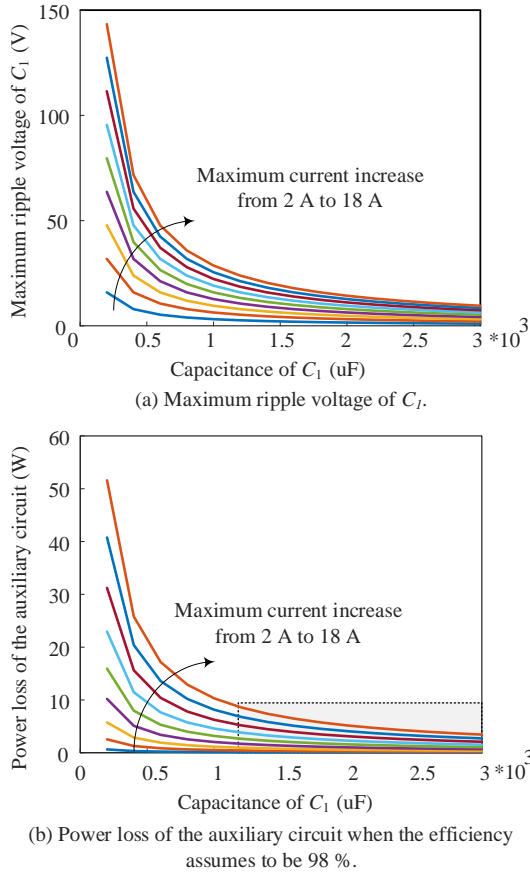 150
100
50
0
Maximum ripple voltage of C₁ (V)
Maximum current increase
from 2 A to 18 A
0 0.5 1 1.5 2 2.5 3 *10³
Capacitance of C₁ (uF)
(a) Maximum ripple voltage of C₁.
60
50
40
30
20
10
0
Power loss of the auxiliary circuit (W)
Maximum current increase
from 2 A to 18 A
0 0.5 1 1.5 2 2.5 3 *10³
Capacitance of C₁ (uF)
(b) Power loss of the auxiliary circuit when the efficiency
assumes to be 98 %.